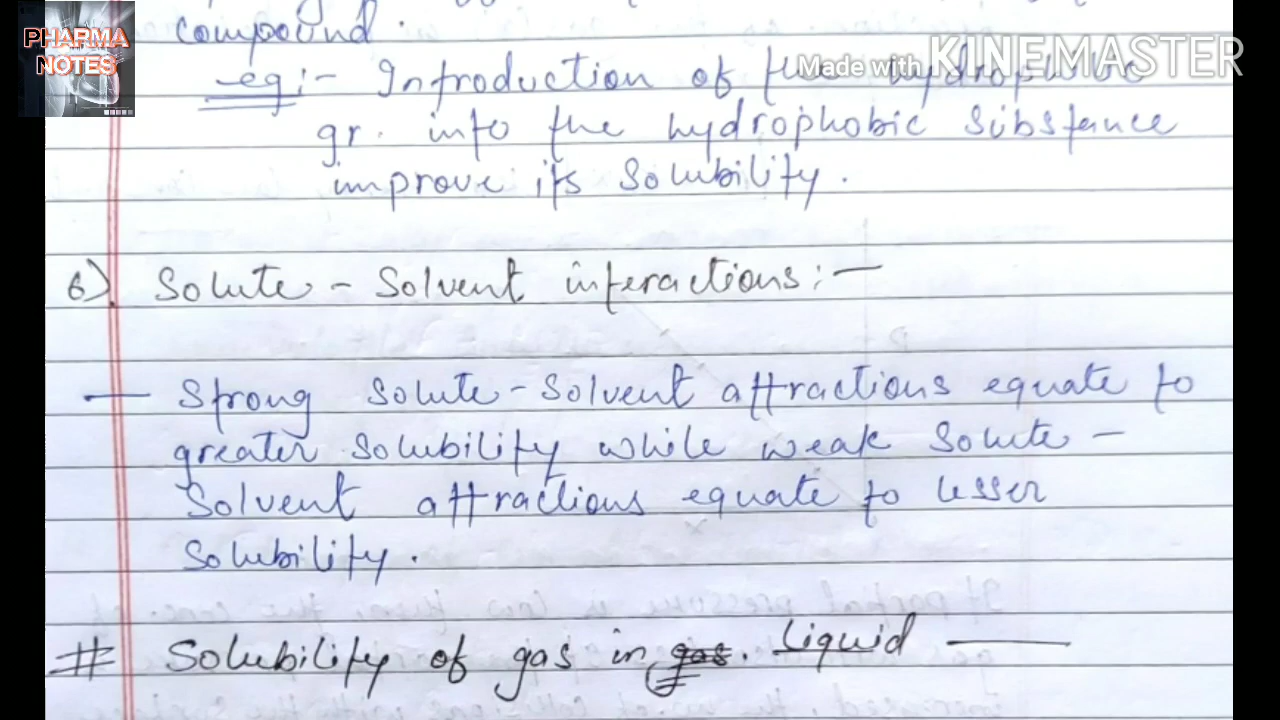 PHARMA
NOTES
Made with KINEMASTER
compound.
eg:- Introduction of the hydrophilic
gr. into the hydrophobic substance
improve its solubility.
6). Solute - Solvent interactions:-
- Strong Solute-Solvent attractions equate to
greater solubility while weak solute -
solvent attractions equate to lesser
solubility.
# Solubility of gas in gas. Liquid —